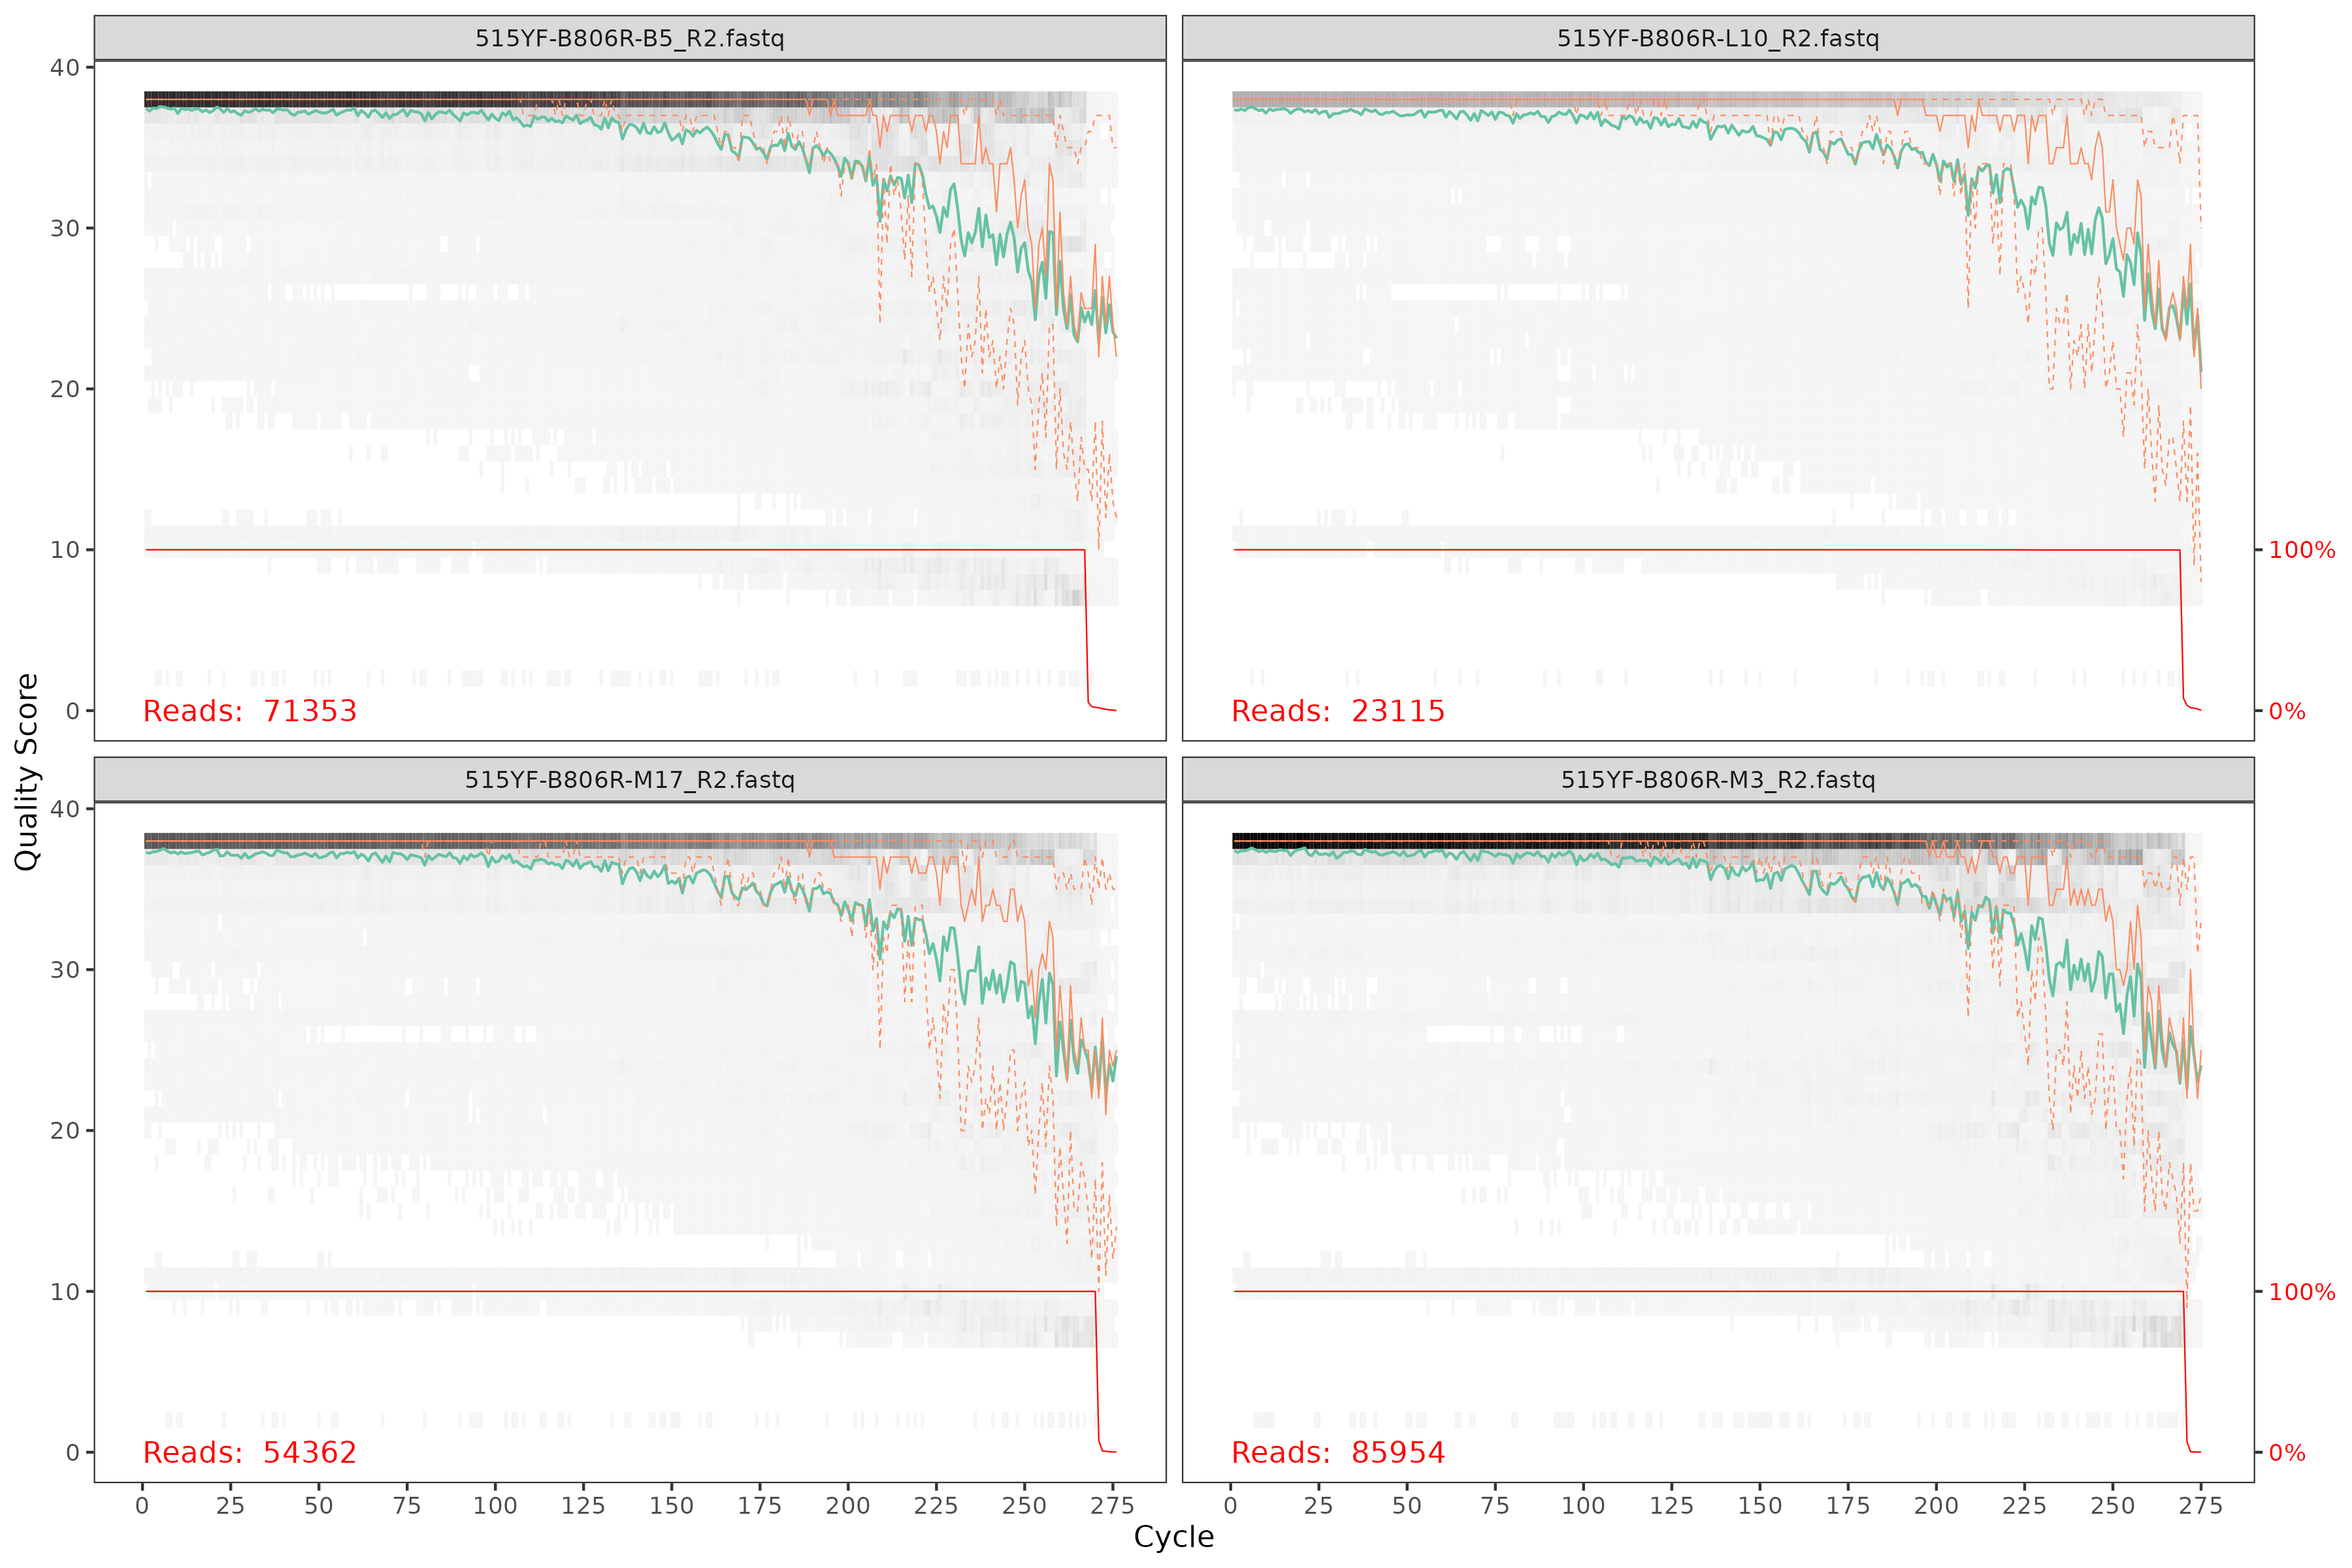 515YF-B806R-B5_R2.fastq
515YF-B806R-L10_R2.fastq
40
30
20
10
0
Reads: 71353
Reads: 23115
100%
0%
515YF-B806R-M17_R2.fastq
515YF-B806R-M3_R2.fastq
Quality Score
40
30
20
10
0
Reads: 54362
Reads: 85954
100%
0%
0 25 50 75 100 125 150 175 200 225 250 275
0 25 50 75 100 125 150 175 200 225 250 275
Cycle